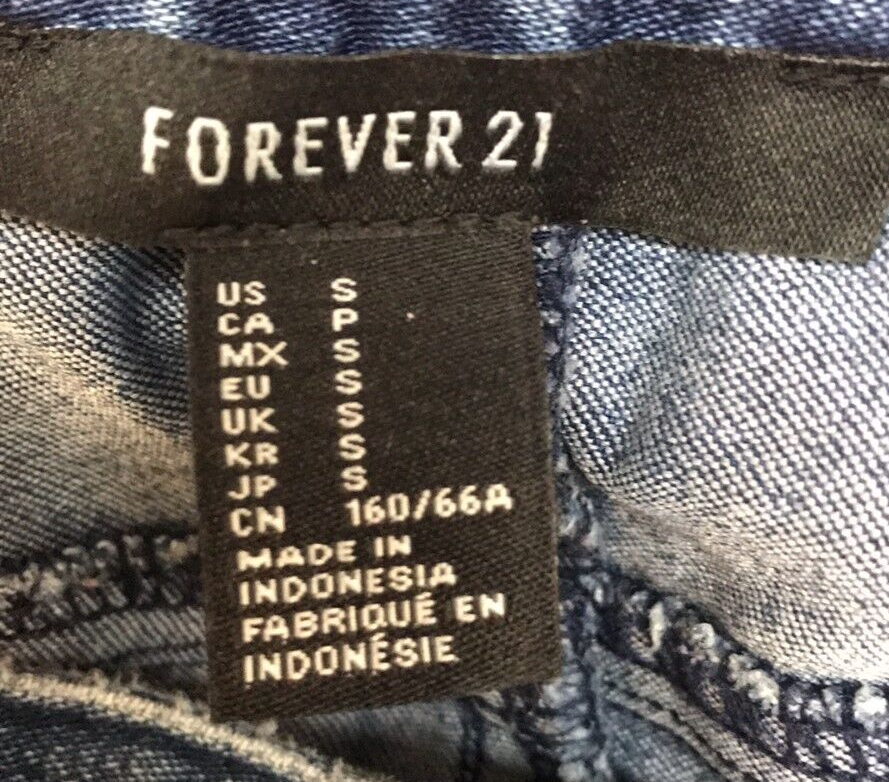 FOREVER 21
US S
CA P
MX S
EU S
UK S
KR S
JP S
CN 160/66A
MADE IN
INDONESIA
FABRIQUÉ EN
INDONÉSIE